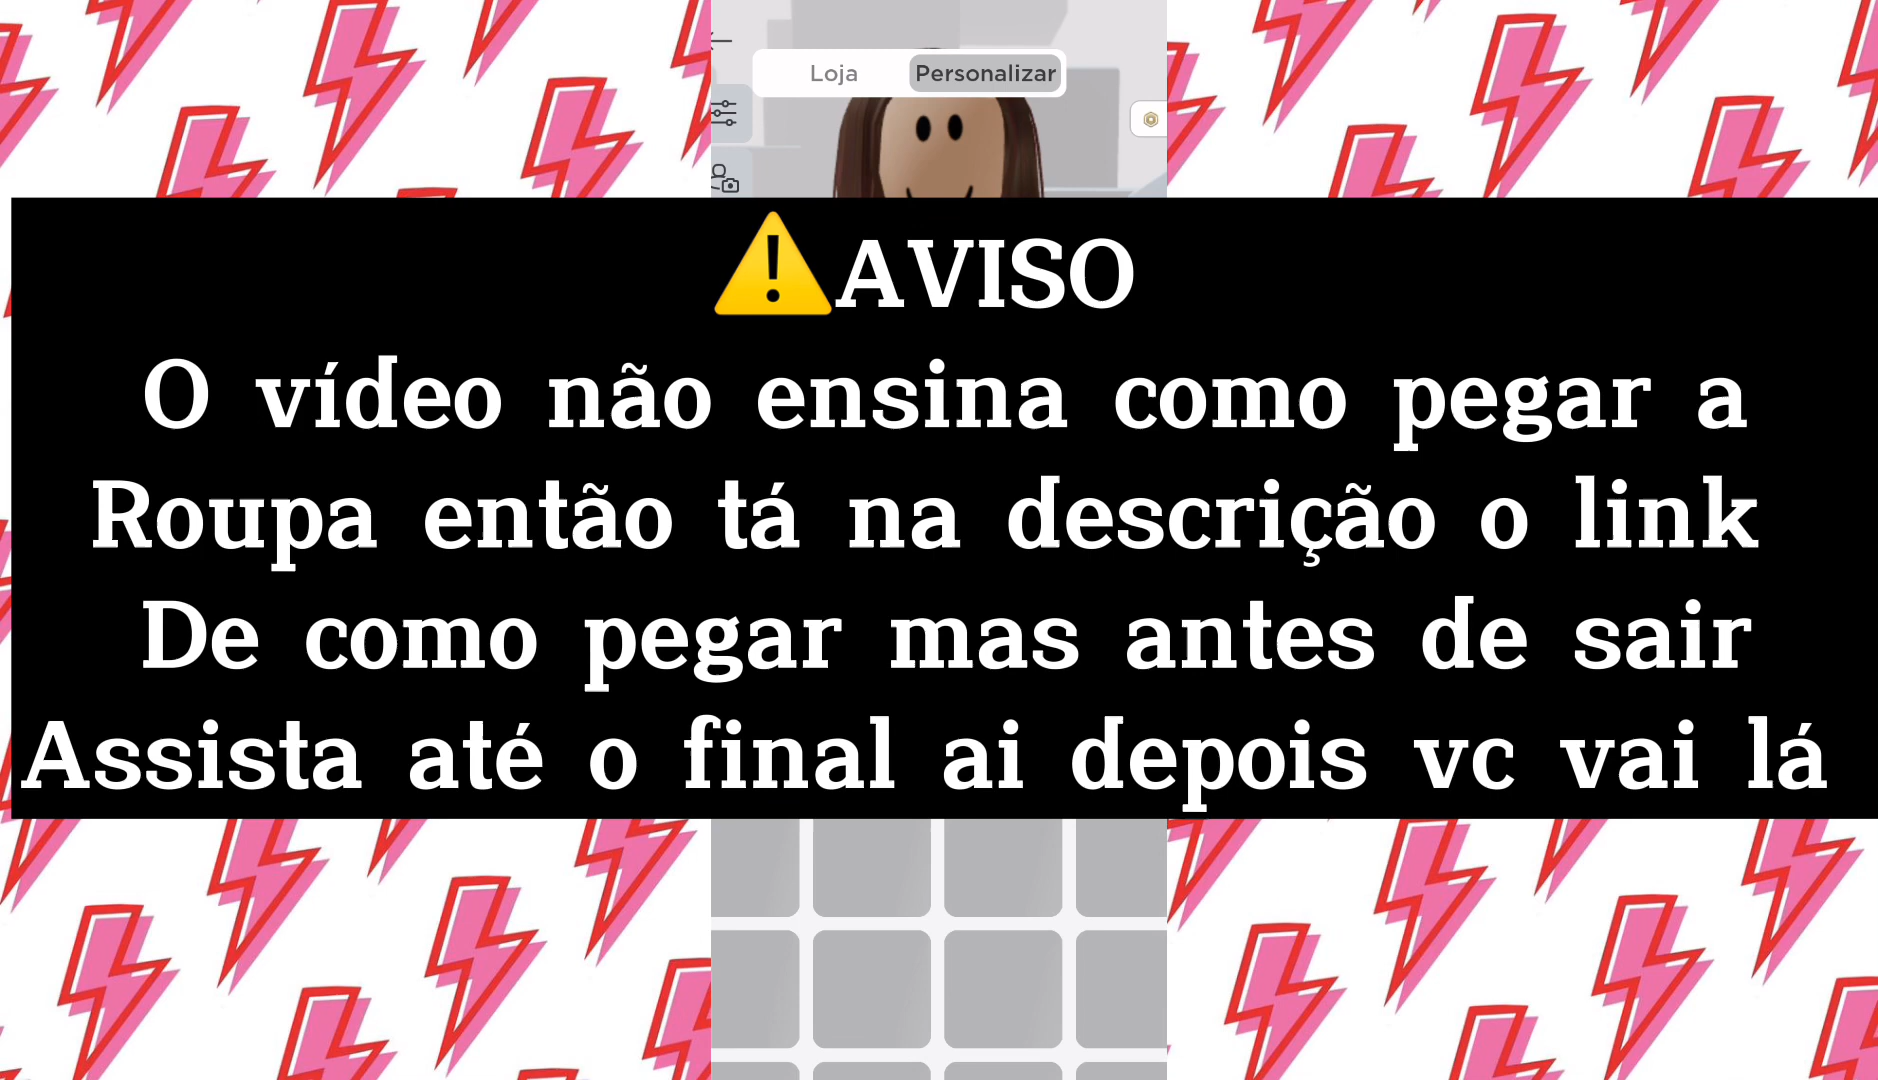 Loja Personalizar
⚠️AVISO
O vídeo não ensina como pegar a
Roupa então tá na descrição o link
De como pegar mas antes de sair
Assista até o final ai depois vc vai lá